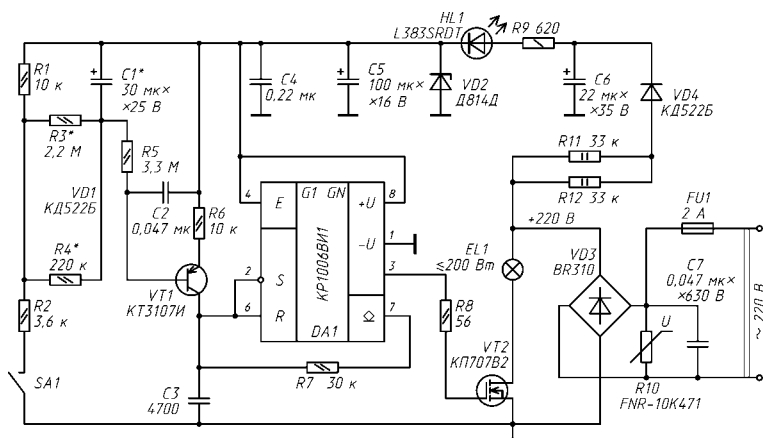 HL1
L383SRDT
R9 620
R1
10 к
C1*
30 мк×
×25 В
C4
0,22 мк
C5
100 мк×
×16 В
VD2
Д814Д
C6
22 мк×
×35 В
VD4
КД522Б
R3*
2,2 М
R5
3,3 М
VD1
КД522Б
C2
0,047 мк
R6
10 к
R4*
220 к
VT1
КТ3107И
R2
3,6 к
SA1
C3
4700
4
E
G1
GN
+U
8
-U
1
КР1006ВИ1
3
2
S
6
R
DA1
7
R7 30 к
R8
56
VT2
КП707В2
R11 33 к
R12 33 к
+220 В
EL1
≤200 Вт
VD3
BR310
FU1
2 А
C7
0,047 мк×
×630 В
U
R10
FNR-10K471
~ 220 В